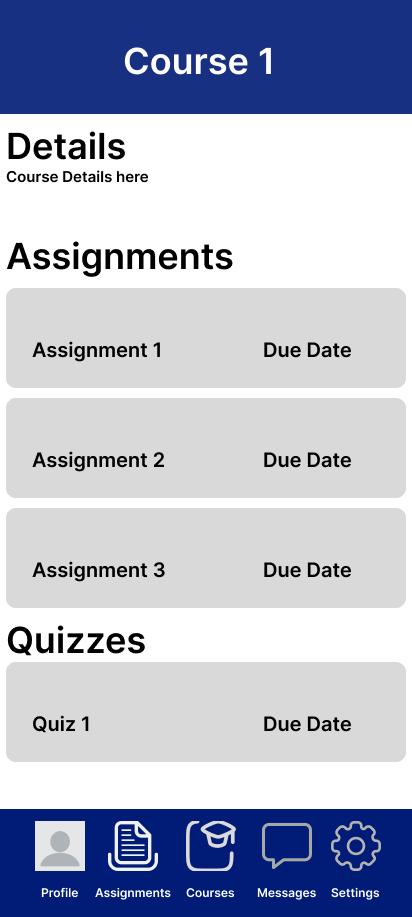 Course 1
Details
Course Details here
Assignments
Assignment 1 Due Date
Assignment 2 Due Date
Assignment 3 Due Date
Quizzes
Quiz 1 Due Date
Profile Assignments Courses Messages Settings